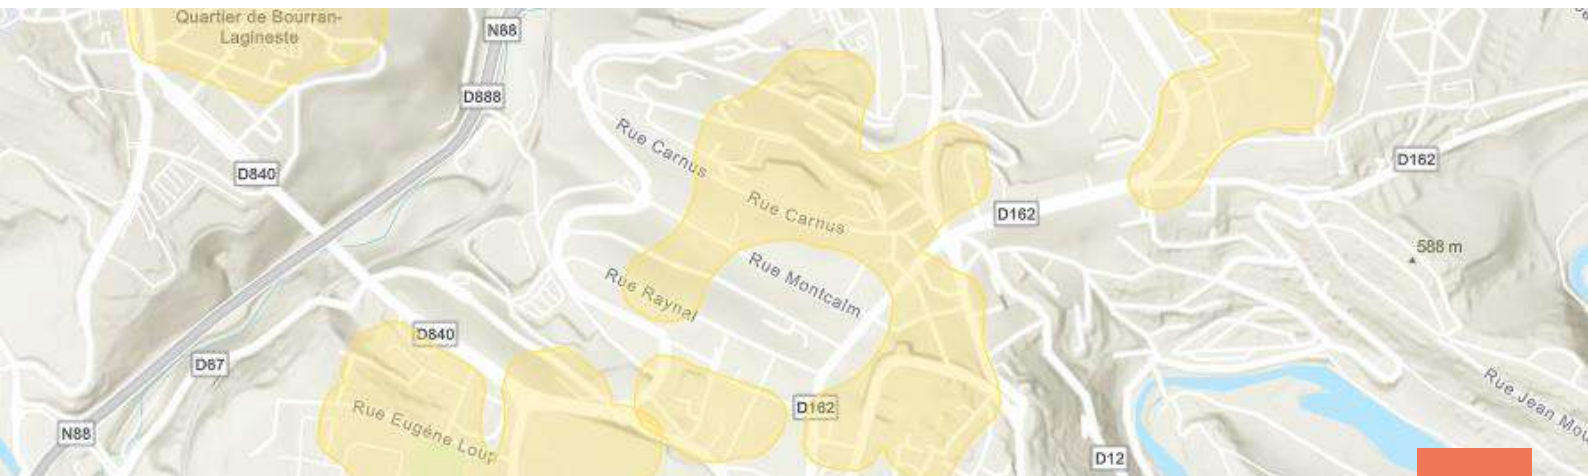 Quartier de Bourran-
Lagineste
N88
D888
Rue Carnus
D840
D162
Rue Carnus
D162
588 m
Rue Montcalm
Rue Raynal
D840
D67
Rue Jean Mou
D162
Rue Eugéne Loup
N88
D12